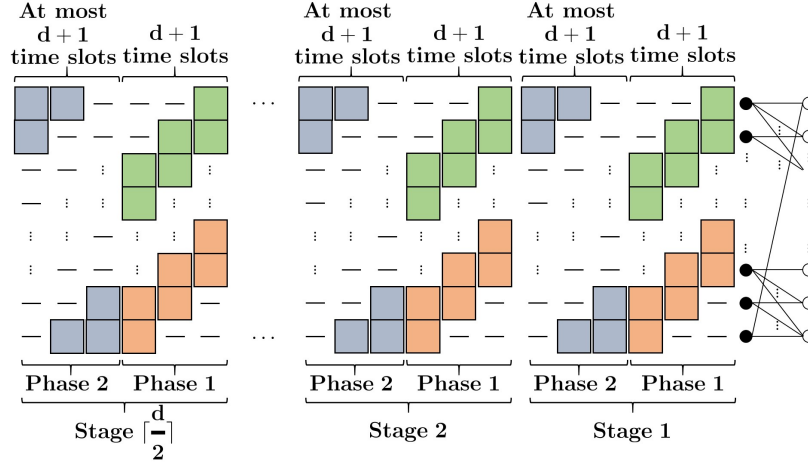 At most
d + 1
time slots
d + 1
time slots
...
At most
d + 1
time slots
d + 1
time slots
At most
d + 1
time slots
d + 1
time slots
...
Phase 2
Phase 1
Phase 2
Phase 1
Phase 2
Phase 1
Stage ⌈d/2⌉
Stage 2
Stage 1